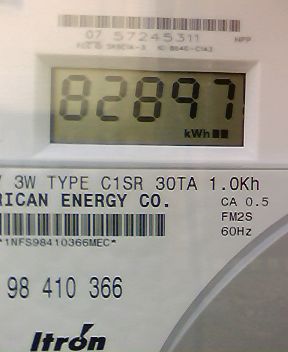 07 57245311 NPP
82897
kWh
V 3W TYPE C1SR 30TA 1.0Kh
RICAN ENERGY CO. CA 0.5
FM2S
60Hz
*1NFS98410366MEC*
98 410 366
Itron